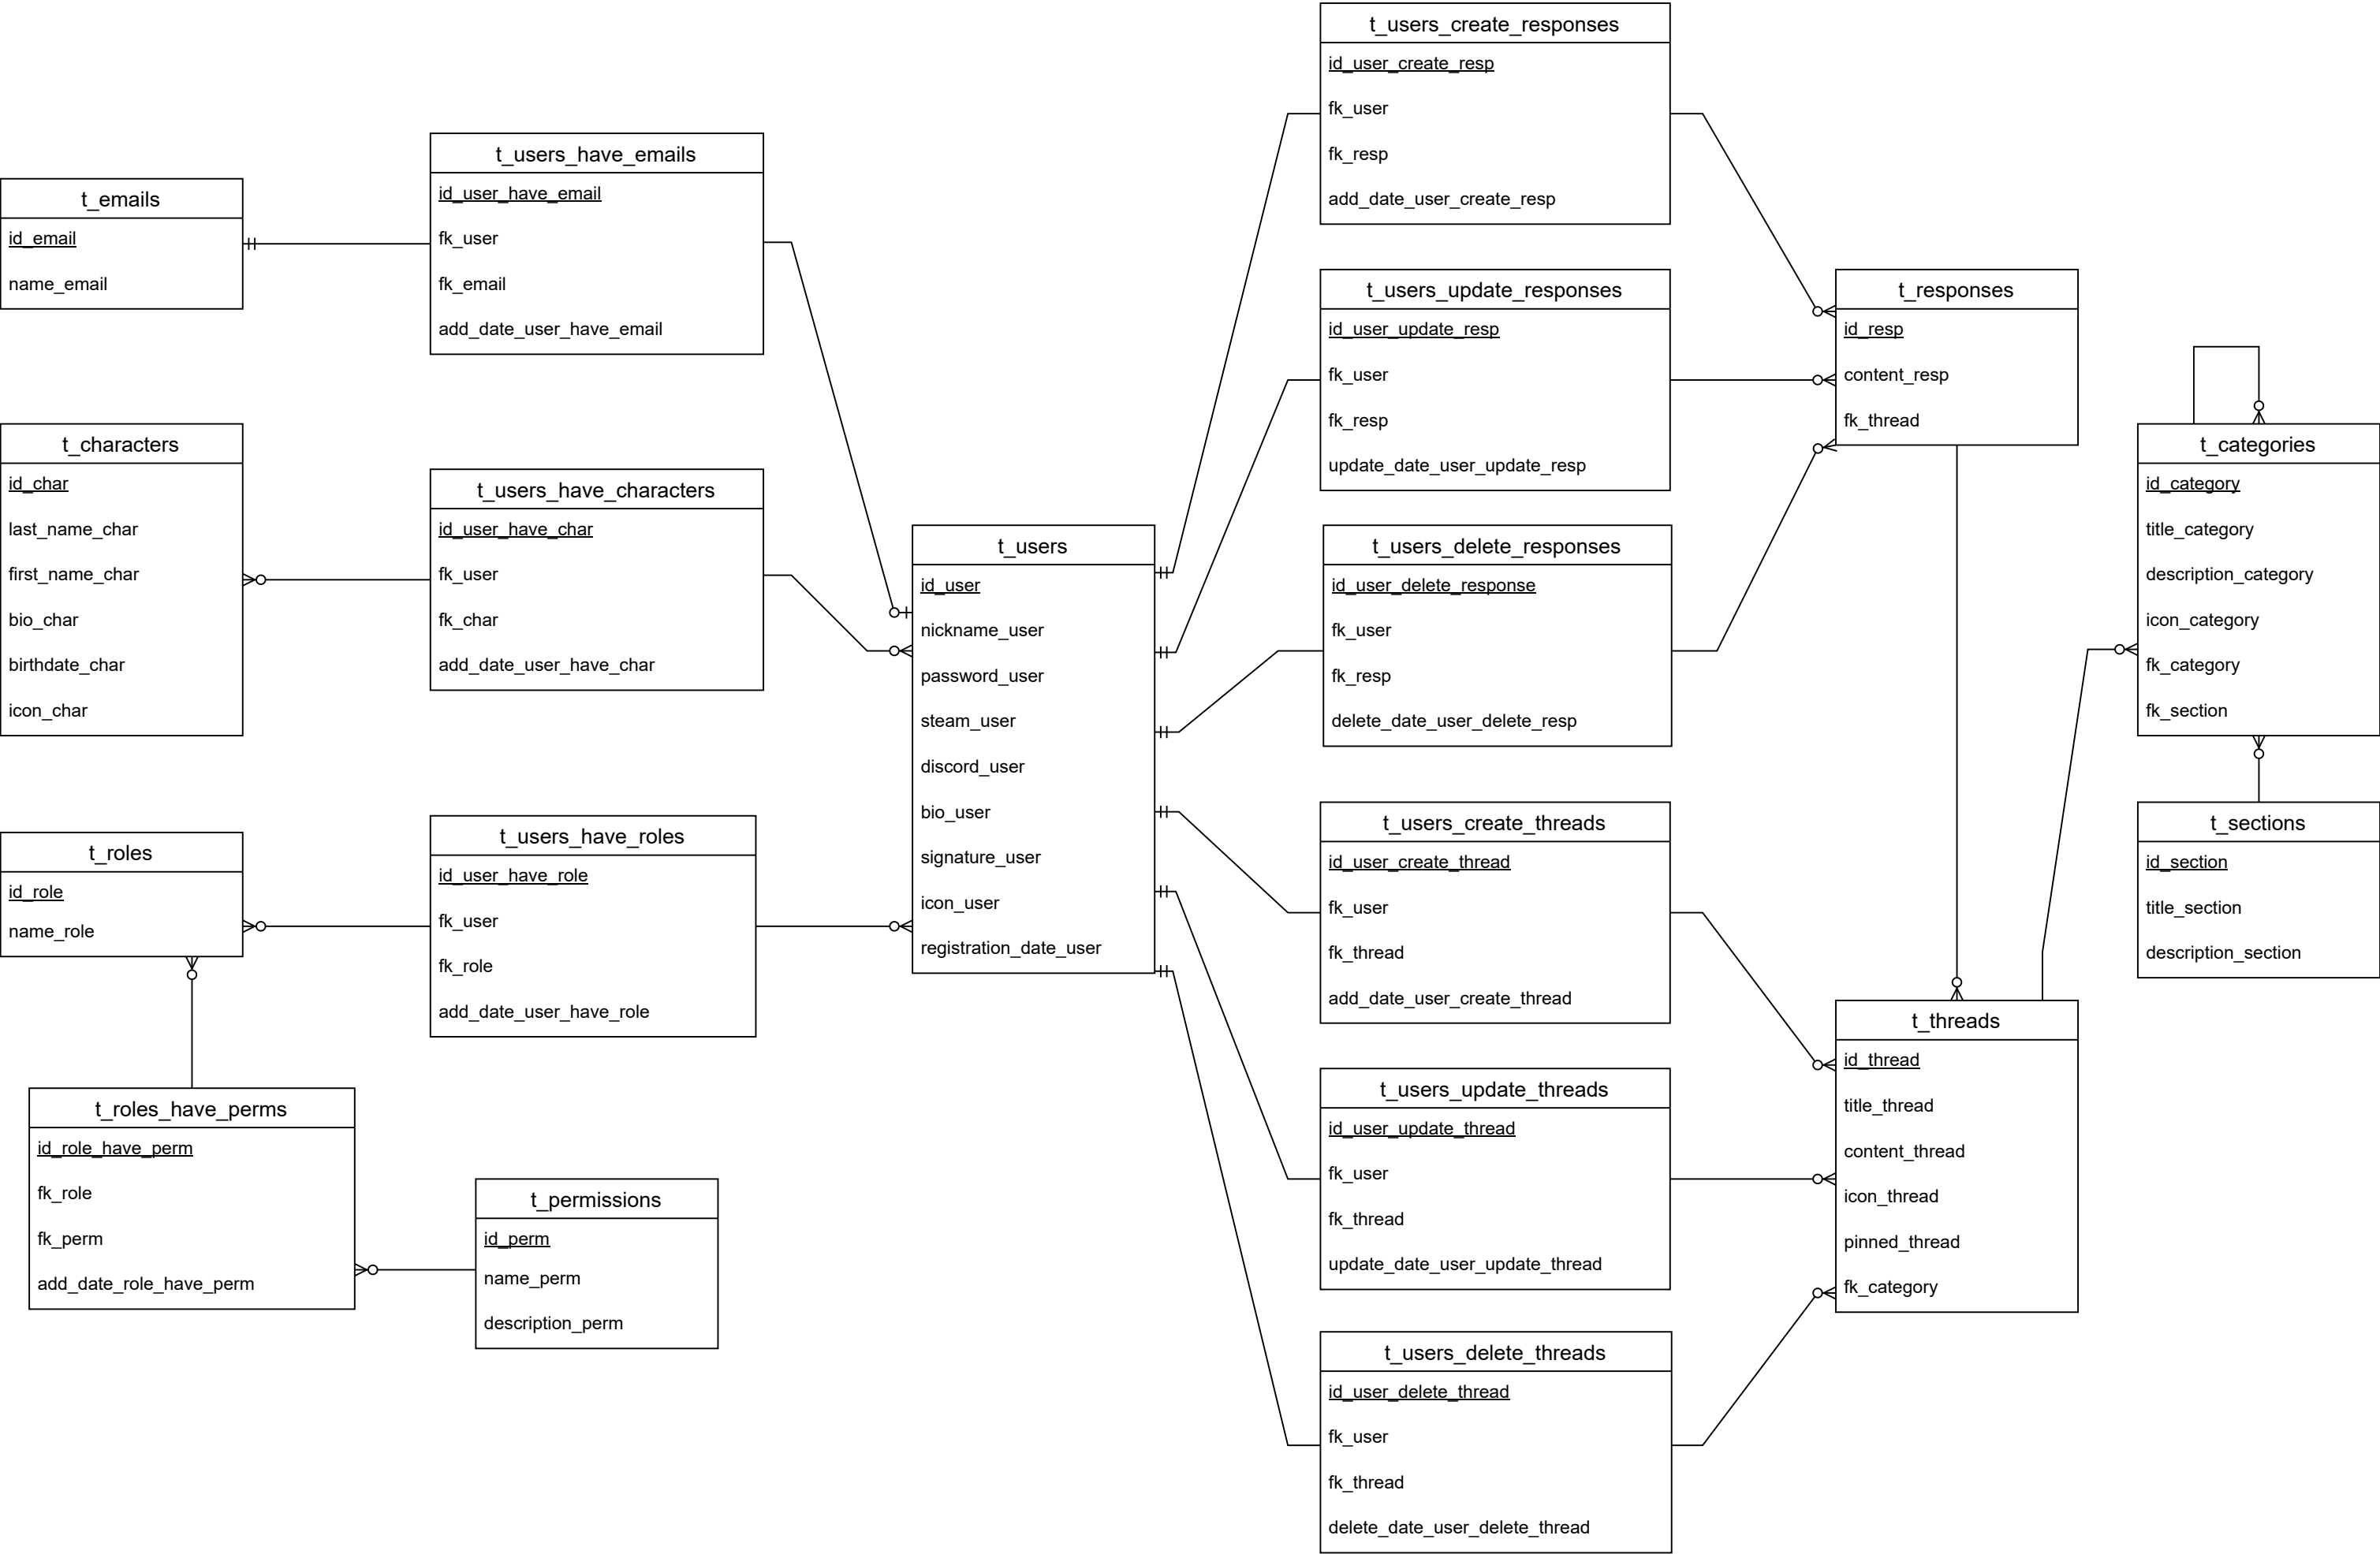 t_emails
id_email
name_email
t_users_have_emails
id_user_have_email
fk_user
fk_email
add_date_user_have_email
t_characters
id_char
last_name_char
first_name_char
bio_char
birthdate_char
icon_char
t_users_have_characters
id_user_have_char
fk_user
fk_char
add_date_user_have_char
t_roles
id_role
name_role
t_users_have_roles
id_user_have_role
fk_user
fk_role
add_date_user_have_role
t_roles_have_perms
id_role_have_perm
fk_role
fk_perm
add_date_role_have_perm
t_permissions
id_perm
name_perm
description_perm
t_users
id_user
nickname_user
password_user
steam_user
discord_user
bio_user
signature_user
icon_user
registration_date_user
t_users_create_responses
id_user_create_resp
fk_user
fk_resp
add_date_user_create_resp
t_users_update_responses
id_user_update_resp
fk_user
fk_resp
update_date_user_update_resp
t_users_delete_responses
id_user_delete_response
fk_user
fk_resp
delete_date_user_delete_resp
t_users_create_threads
id_user_create_thread
fk_user
fk_thread
add_date_user_create_thread
t_users_update_threads
id_user_update_thread
fk_user
fk_thread
update_date_user_update_thread
t_users_delete_threads
id_user_delete_thread
fk_user
fk_thread
delete_date_user_delete_thread
t_responses
id_resp
content_resp
fk_thread
t_threads
id_thread
title_thread
content_thread
icon_thread
pinned_thread
fk_category
t_categories
id_category
title_category
description_category
icon_category
fk_category
fk_section
t_sections
id_section
title_section
description_section